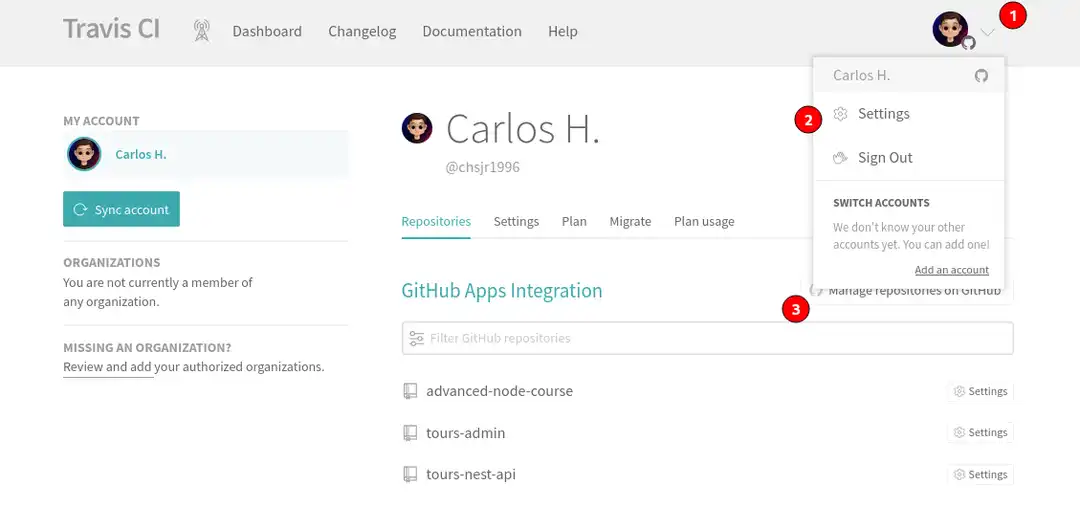 Travis CI
Dashboard
Changelog
Documentation
Help
1
Carlos H.
2
Settings
Sign Out
SWITCH ACCOUNTS
We don't know your other
accounts yet. You can add one!
Add an account
MY ACCOUNT
Carlos H.
Sync account
ORGANIZATIONS
You are not currently a member of
any organization.
MISSING AN ORGANIZATION?
Review and add your authorized organizations.
Carlos H.
@chsjr1996
Repositories
Settings
Plan
Migrate
Plan usage
GitHub Apps Integration
Manage repositories on GitHub
3
Filter GitHub repositories
advanced-node-course
Settings
tours-admin
Settings
tours-nest-api
Settings